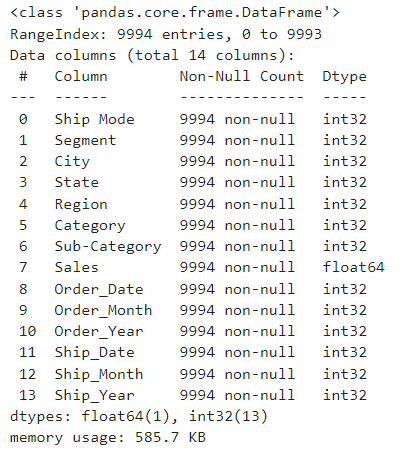 <class 'pandas.core.frame.DataFrame'>
RangeIndex: 9994 entries, 0 to 9993
Data columns (total 14 columns):
 #   Column        Non-Null Count  Dtype
---  ------        --------------  -----
 0   Ship Mode     9994 non-null   int32
 1   Segment       9994 non-null   int32
 2   City          9994 non-null   int32
 3   State         9994 non-null   int32
 4   Region        9994 non-null   int32
 5   Category      9994 non-null   int32
 6   Sub-Category  9994 non-null   int32
 7   Sales         9994 non-null   float64
 8   Order_Date    9994 non-null   int32
 9   Order_Month   9994 non-null   int32
 10  Order_Year    9994 non-null   int32
 11  Ship_Date     9994 non-null   int32
 12  Ship_Month    9994 non-null   int32
 13  Ship_Year     9994 non-null   int32
dtypes: float64(1), int32(13)
memory usage: 585.7 KB